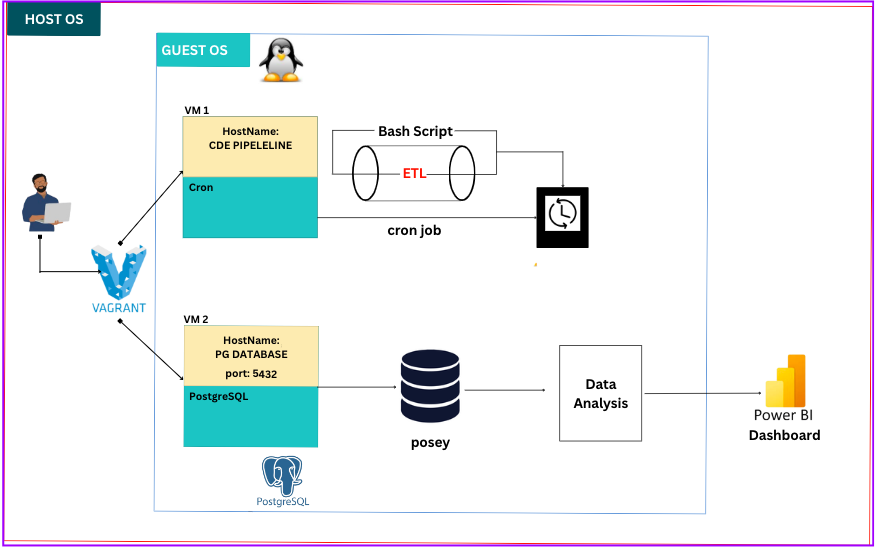 HOST OS
GUEST OS
VM 1
HostName:
CDE PIPELELINE
Cron
Bash Script
ETL
cron job
VAGRANT
VM 2
HostName:
PG DATABASE
port: 5432
PostgreSQL
PostgreSQL
posey
Data
Analysis
Power BI
Dashboard